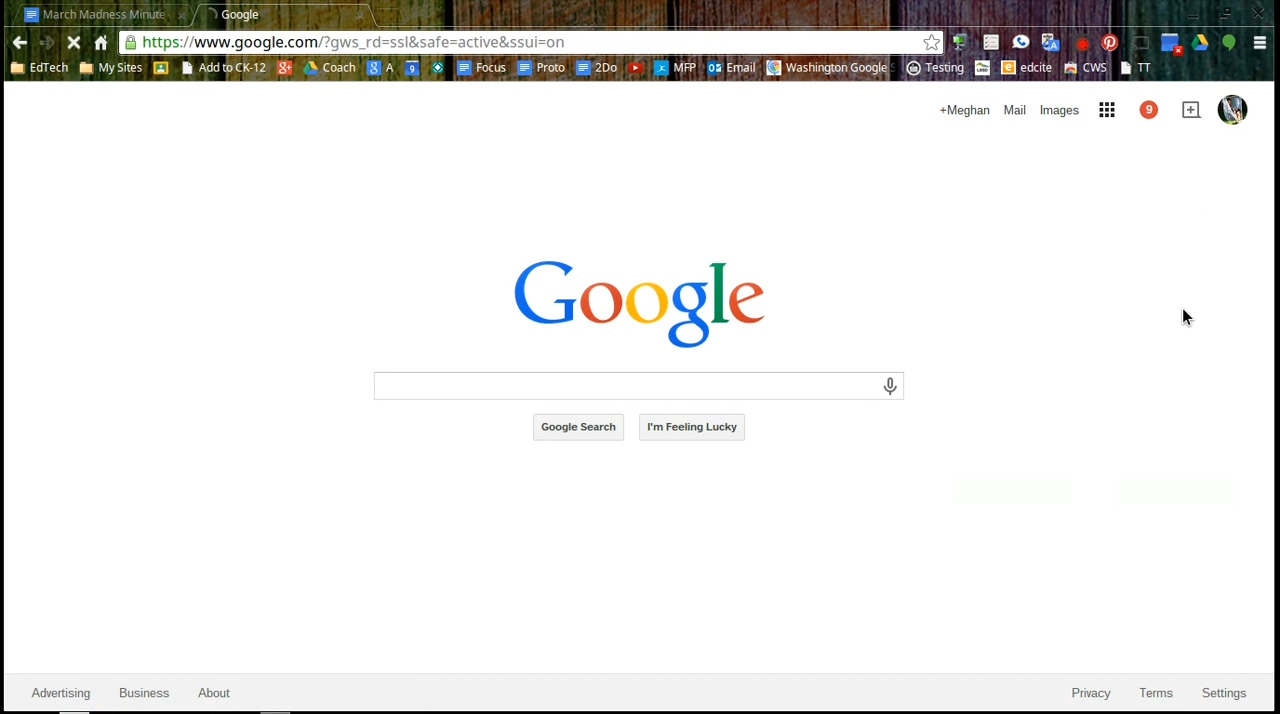 March Madness Minute
Google
https://www.google.com/?gws_rd=ssl&safe=active&ssui=on
EdTech My Sites Add to CK-12 Coach A 9 Focus Proto 2Do MFP Email Washington Google Testing edcite CWS TT
+Meghan Mail Images 9
Google
Google Search I'm Feeling Lucky
Advertising Business About Privacy Terms Settings